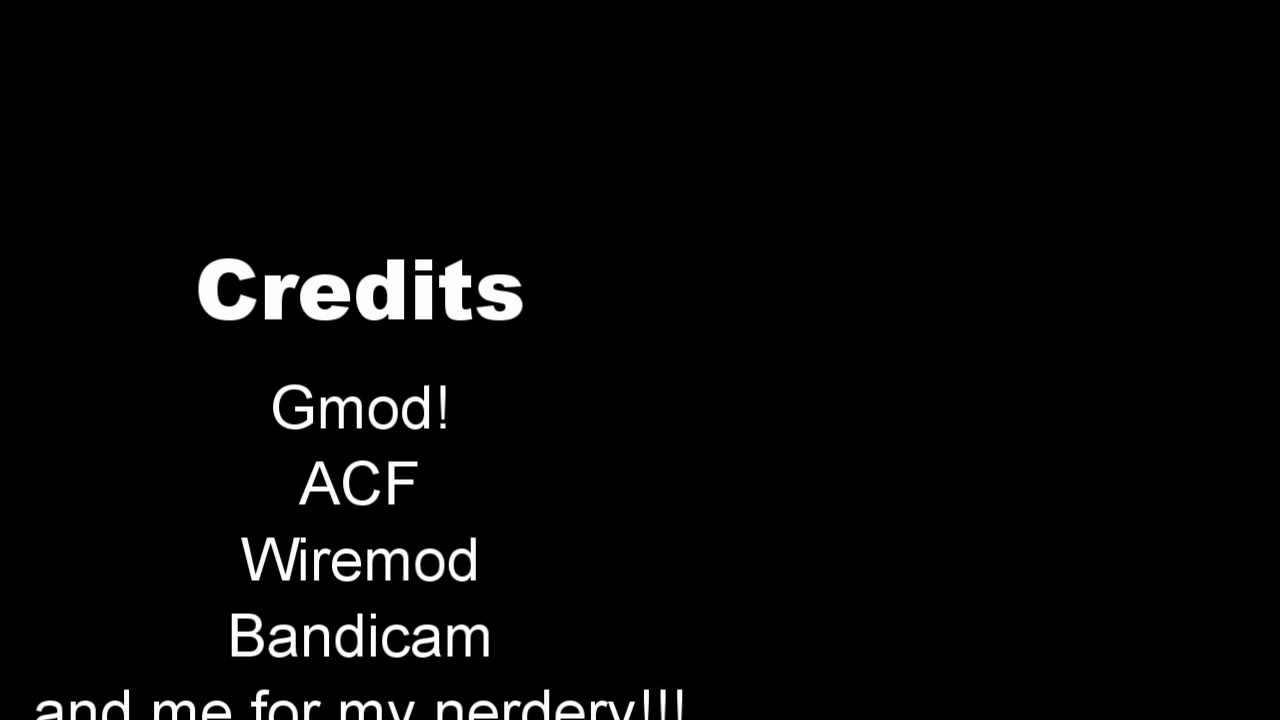 Credits
Gmod!
ACF
Wiremod
Bandicam
and me for my nerdery!!!